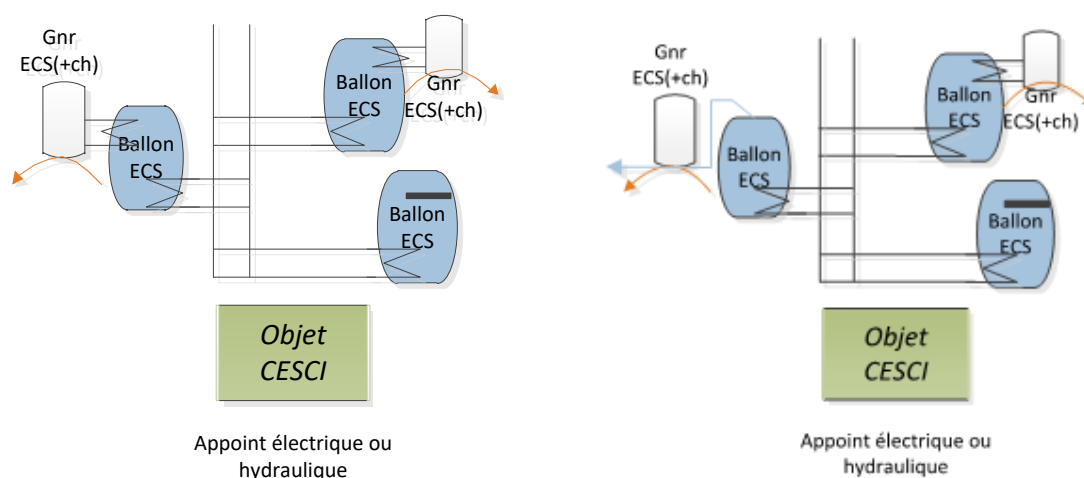 Gnr
ECS(+ch)
Ballon
ECS
Ballon
ECS
Gnr
ECS(+ch)
Ballon
ECS
Objet
CESCI
Appoint électrique ou
hydraulique
Gnr
ECS(+ch)
Ballon
ECS
Ballon
ECS
Gnr
ECS(+ch)
Ballon
ECS
Objet
CESCI
Appoint électrique ou
hydraulique